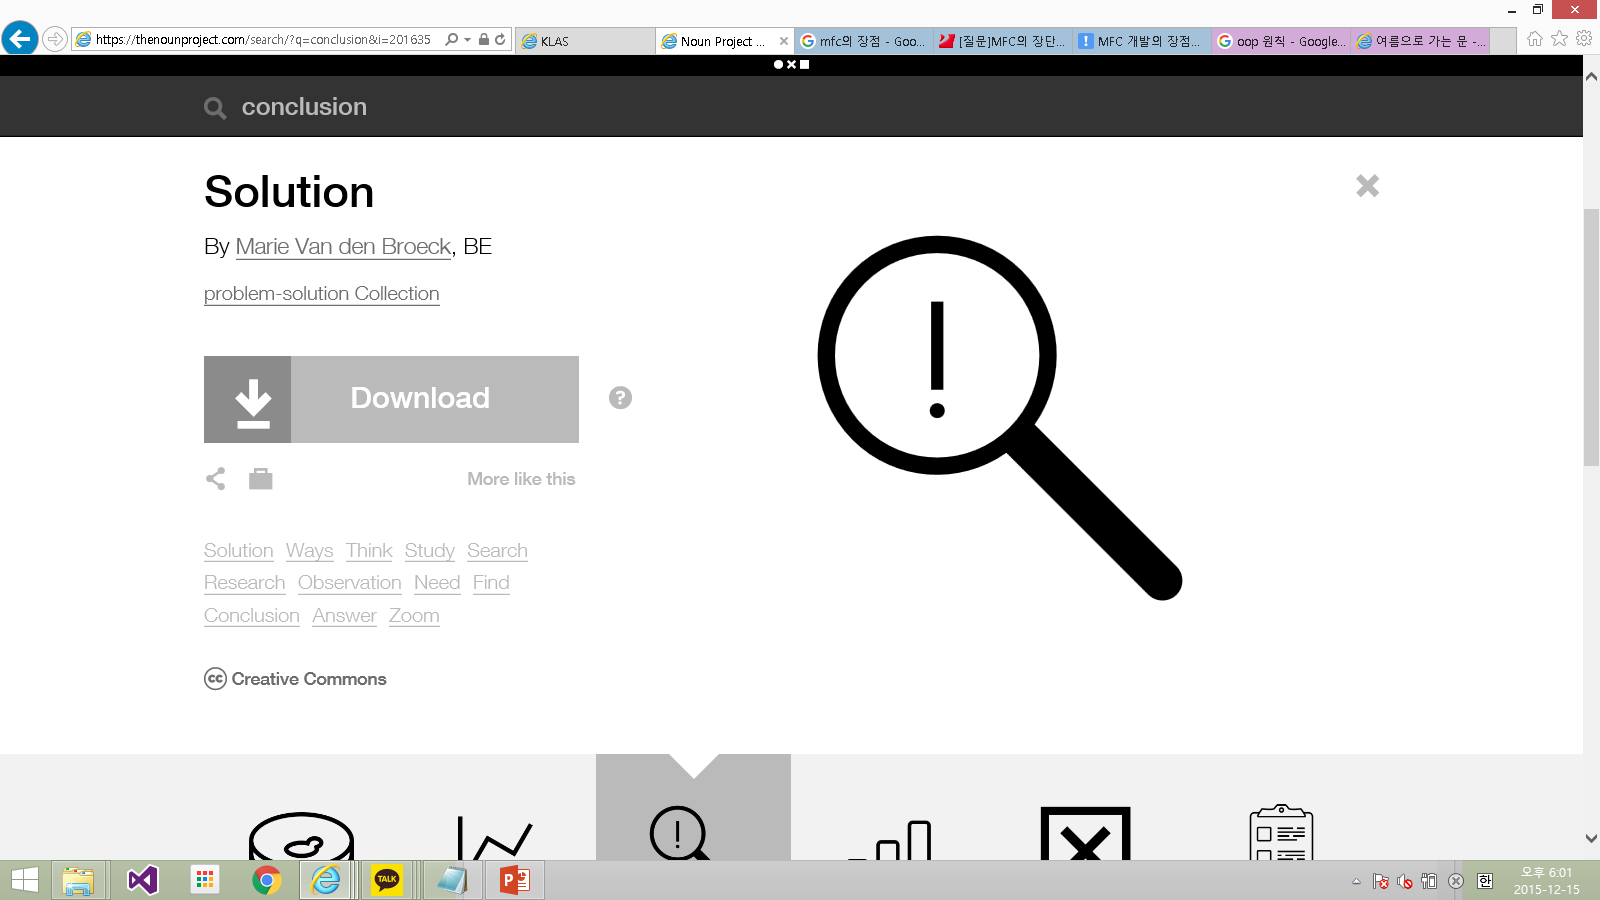 https://thenounproject.com/search/?q=conclusion&i=201635
KLAS
Noun Project ...
mfc의 장점 - Goo...
[질문]MFC의 장단...
MFC 개발의 장점...
oop 원칙 - Google...
여름으로 가는 문 -...
conclusion
Solution
By Marie Van den Broeck, BE
problem-solution Collection
Download
?
More like this
Solution Ways Think Study Search
Research Observation Need Find
Conclusion Answer Zoom
cc Creative Commons
TALK
한
오후 6:01
2015-12-15